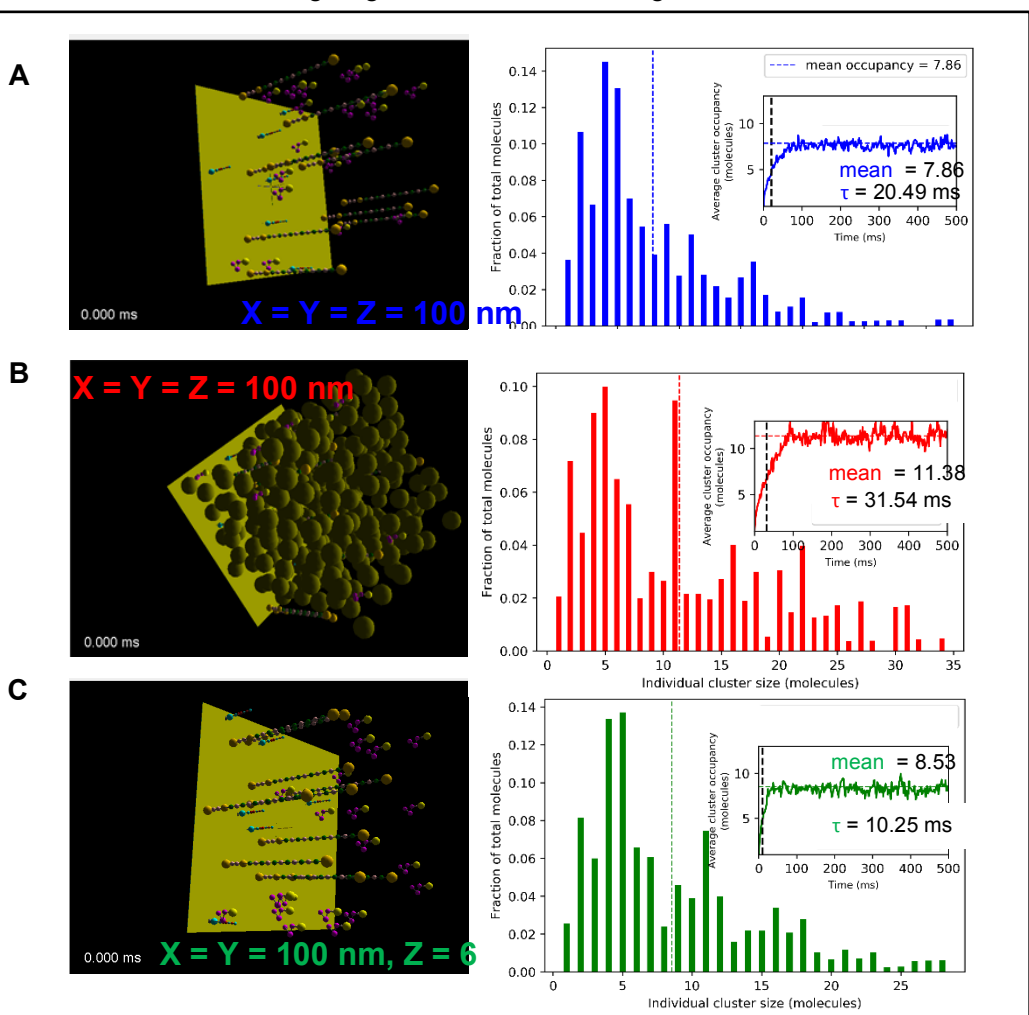 A
0.000 ms
X = Y = Z = 100 nm
Fraction of total molecules
0.14
0.12
0.10
0.08
0.06
0.04
0.02
0.00
mean occupancy = 7.86
Average cluster occupancy
(molecules)
10
5
mean = 7.86
τ = 20.49 ms
0 100 200 300 400 500
Time (ms)
B
X = Y = Z = 100 nm
0.000 ms
Fraction of total molecules
0.10
0.08
0.06
0.04
0.02
0.00
0 5 10 15 20 25 30 35
Individual cluster size (molecules)
Average cluster occupancy
(molecules)
10
5
mean = 11.38
τ = 31.54 ms
0 100 200 300 400 500
Time (ms)
C
0.000 ms
X = Y = 100 nm, Z = 6
Fraction of total molecules
0.14
0.12
0.10
0.08
0.06
0.04
0.02
0.00
0 5 10 15 20 25
Individual cluster size (molecules)
Average cluster occupancy
(molecules)
10
5
mean = 8.53
τ = 10.25 ms
0 100 200 300 400 500
Time (ms)